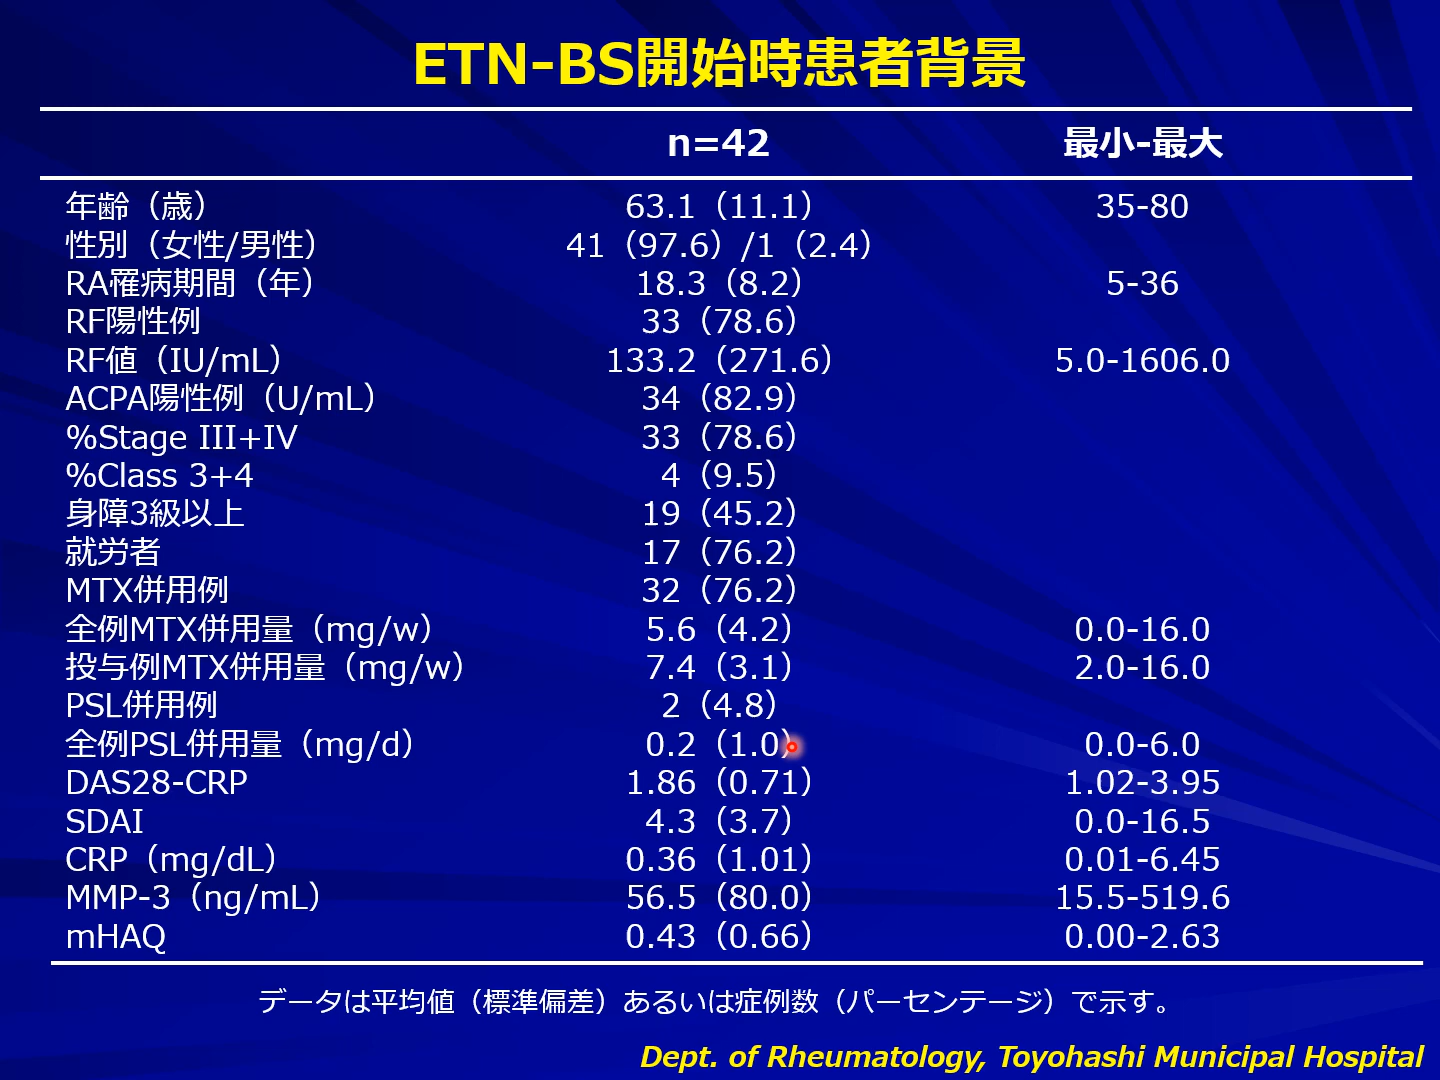 ETN-BS開始時患者背景
n=42 最小-最大
年齢（歳） 63.1（11.1） 35-80
性別（女性/男性） 41（97.6）/1（2.4）
RA罹病期間（年） 18.3（8.2） 5-36
RF陽性例 33（78.6）
RF値（IU/mL） 133.2（271.6） 5.0-1606.0
ACPA陽性例（U/mL） 34（82.9）
%Stage III+IV 33（78.6）
%Class 3+4 4（9.5）
身障3級以上 19（45.2）
就労者 17（76.2）
MTX併用例 32（76.2）
全例MTX併用量（mg/w） 5.6（4.2） 0.0-16.0
投与例MTX併用量（mg/w） 7.4（3.1） 2.0-16.0
PSL併用例 2（4.8）
全例PSL併用量（mg/d） 0.2（1.0） 0.0-6.0
DAS28-CRP 1.86（0.71） 1.02-3.95
SDAI 4.3（3.7） 0.0-16.5
CRP（mg/dL） 0.36（1.01） 0.01-6.45
MMP-3（ng/mL） 56.5（80.0） 15.5-519.6
mHAQ 0.43（0.66） 0.00-2.63
データは平均値（標準偏差）あるいは症例数（パーセンテージ）で示す。
Dept. of Rheumatology, Toyohashi Municipal Hospital